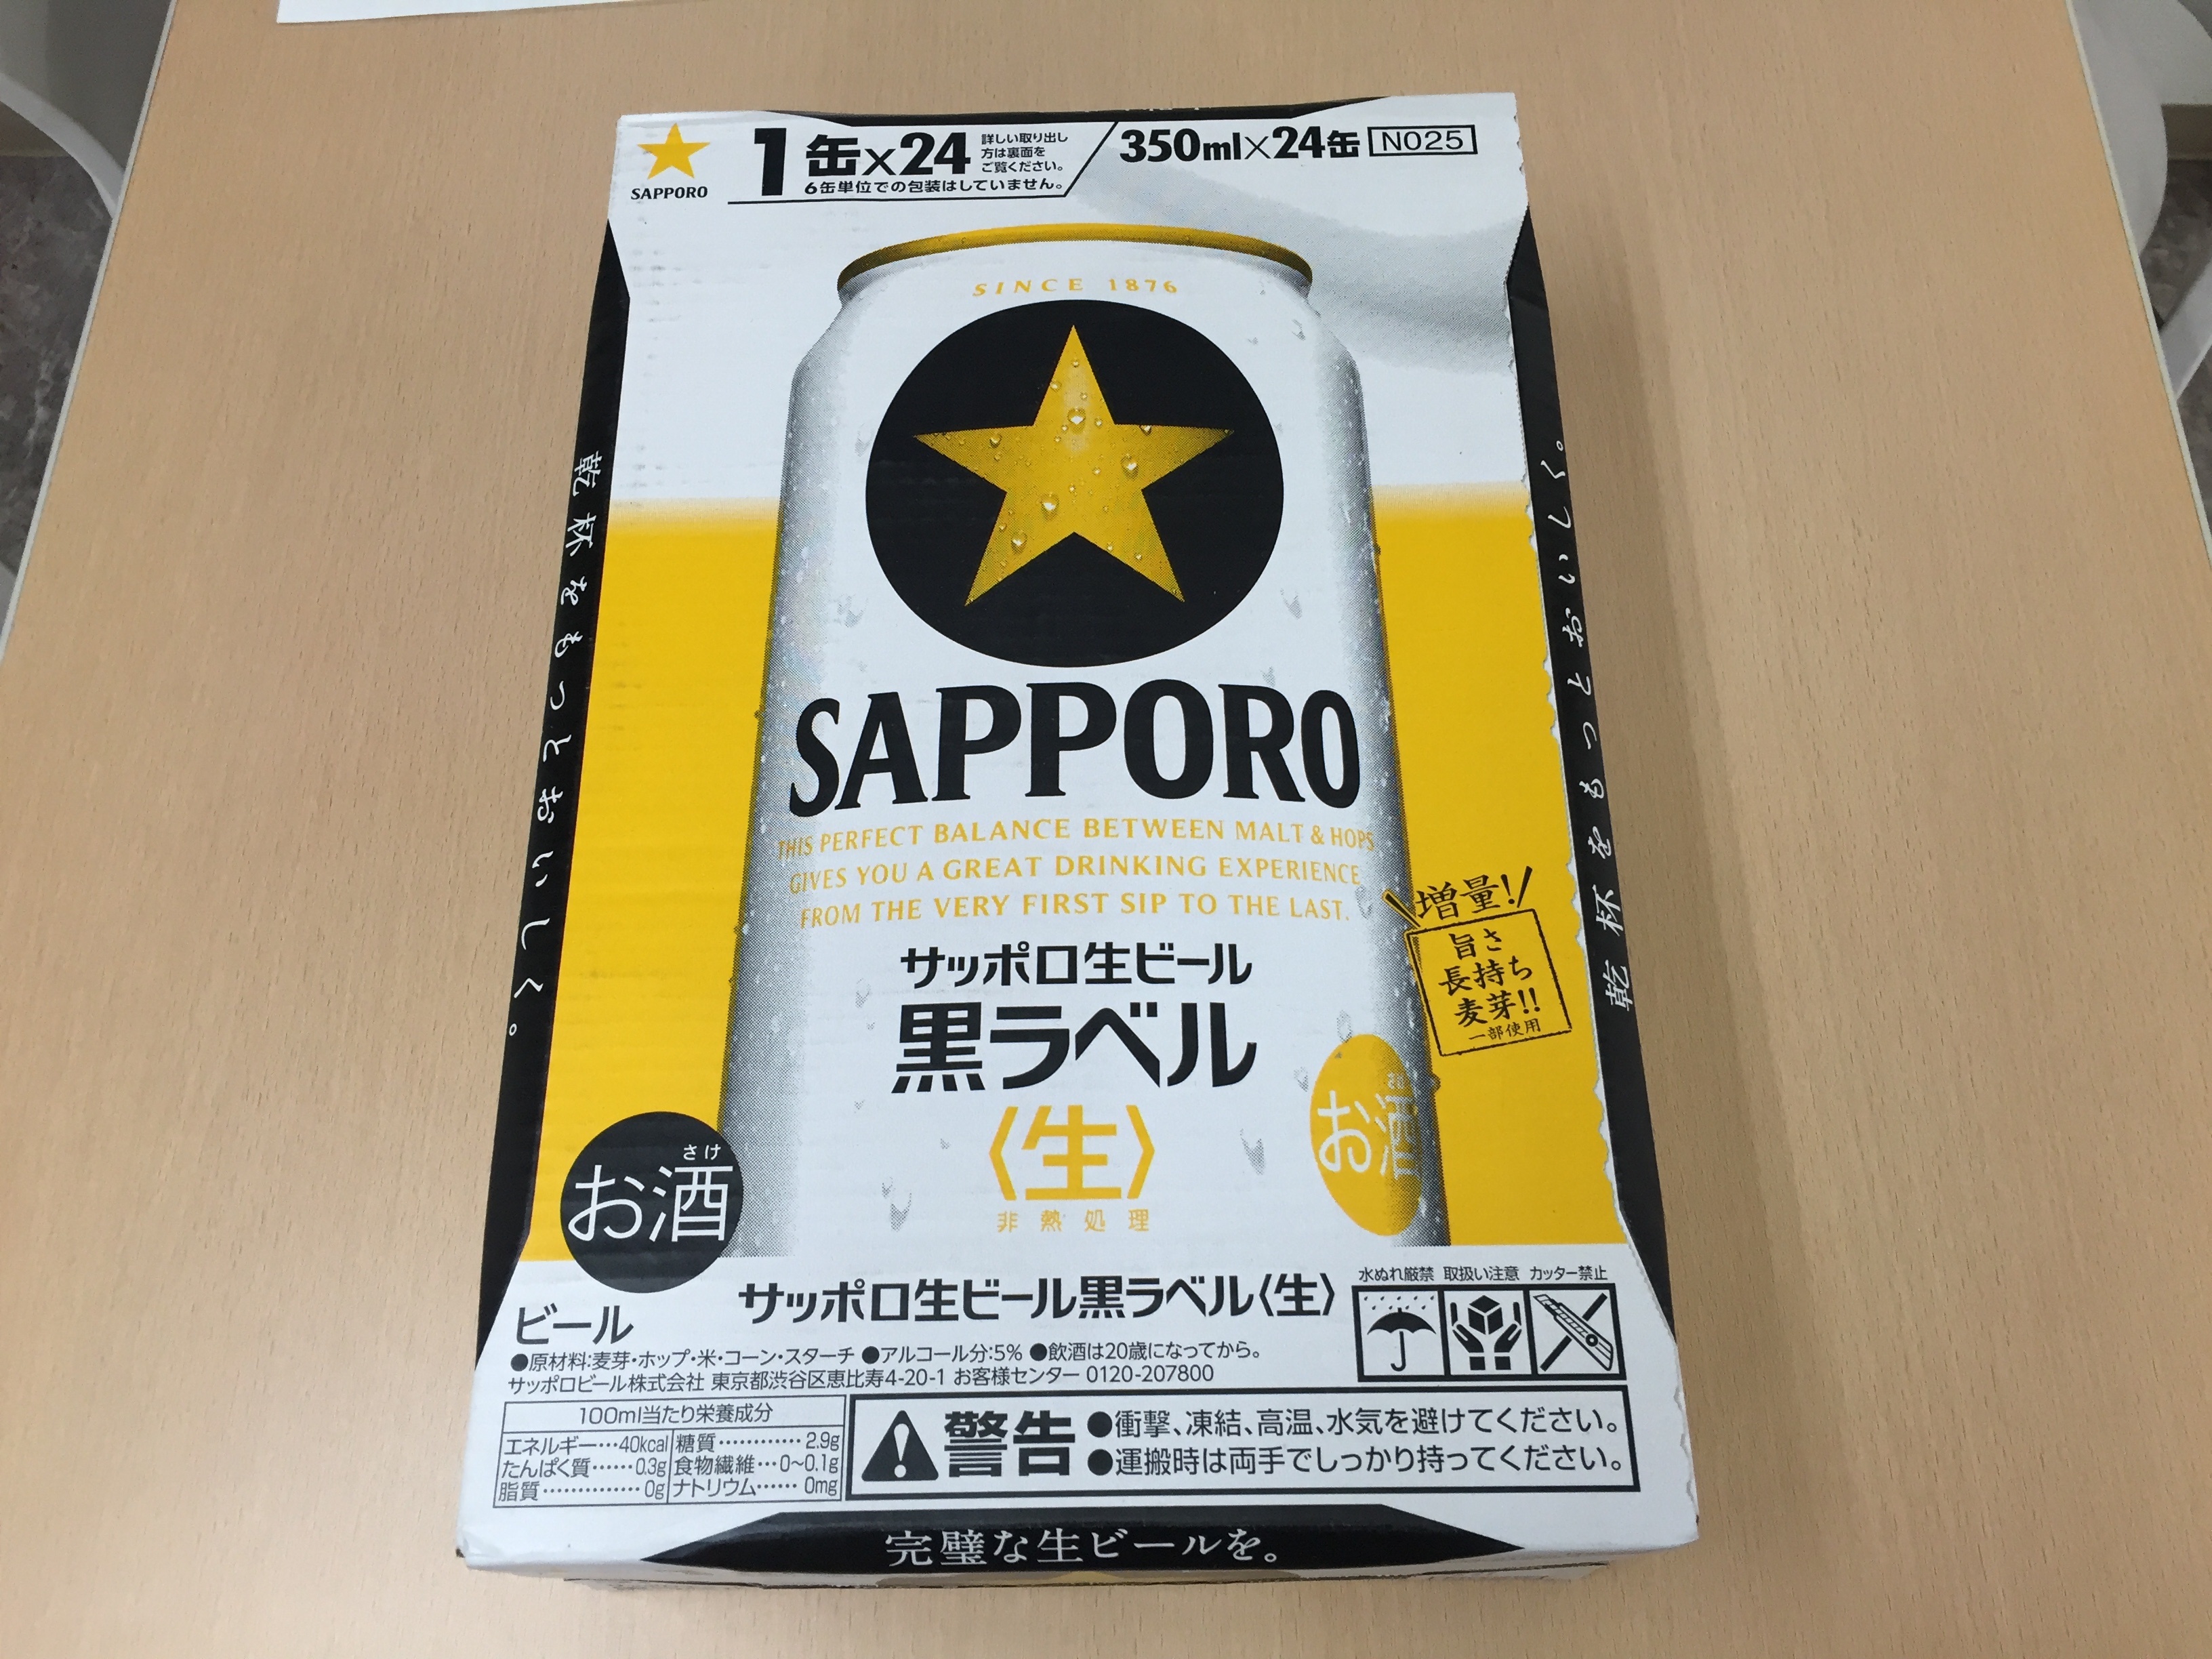 SAPPORO
1缶×24
詳しい取り出し
方は裏面を
ご覧ください。
6缶単位での包装はしていません。
350ml×24缶 N025
SINCE 1876
SAPPORO
THIS PERFECT BALANCE BETWEEN MALT & HOPS
GIVES YOU A GREAT DRINKING EXPERIENCE
FROM THE VERY FIRST SIP TO THE LAST.
サッポロ生ビール
黒ラベル
〈生〉
非熱処理
増量!
旨さ
長持ち
麦芽!!
一部使用
お酒
さけ
お酒
乾杯をもっとおいしく。
乾杯をもっとおいしく。
ビール
サッポロ生ビール黒ラベル〈生〉
水ぬれ厳禁 取扱い注意 カッター禁止
●原材料:麦芽・ホップ・米・コーン・スターチ ●アルコール分:5% ●飲酒は20歳になってから。
サッポロビール株式会社 東京都渋谷区恵比寿4-20-1 お客様センター 0120-207800
100ml当たり栄養成分
エネルギー…40kcal 糖質………… 2.9g
たんぱく質……0.3g 食物繊維…0〜0.1g
脂質…………… 0g ナトリウム…… 0mg
警告
●衝撃、凍結、高温、水気を避けてください。
●運搬時は両手でしっかり持ってください。
完璧な生ビールを。